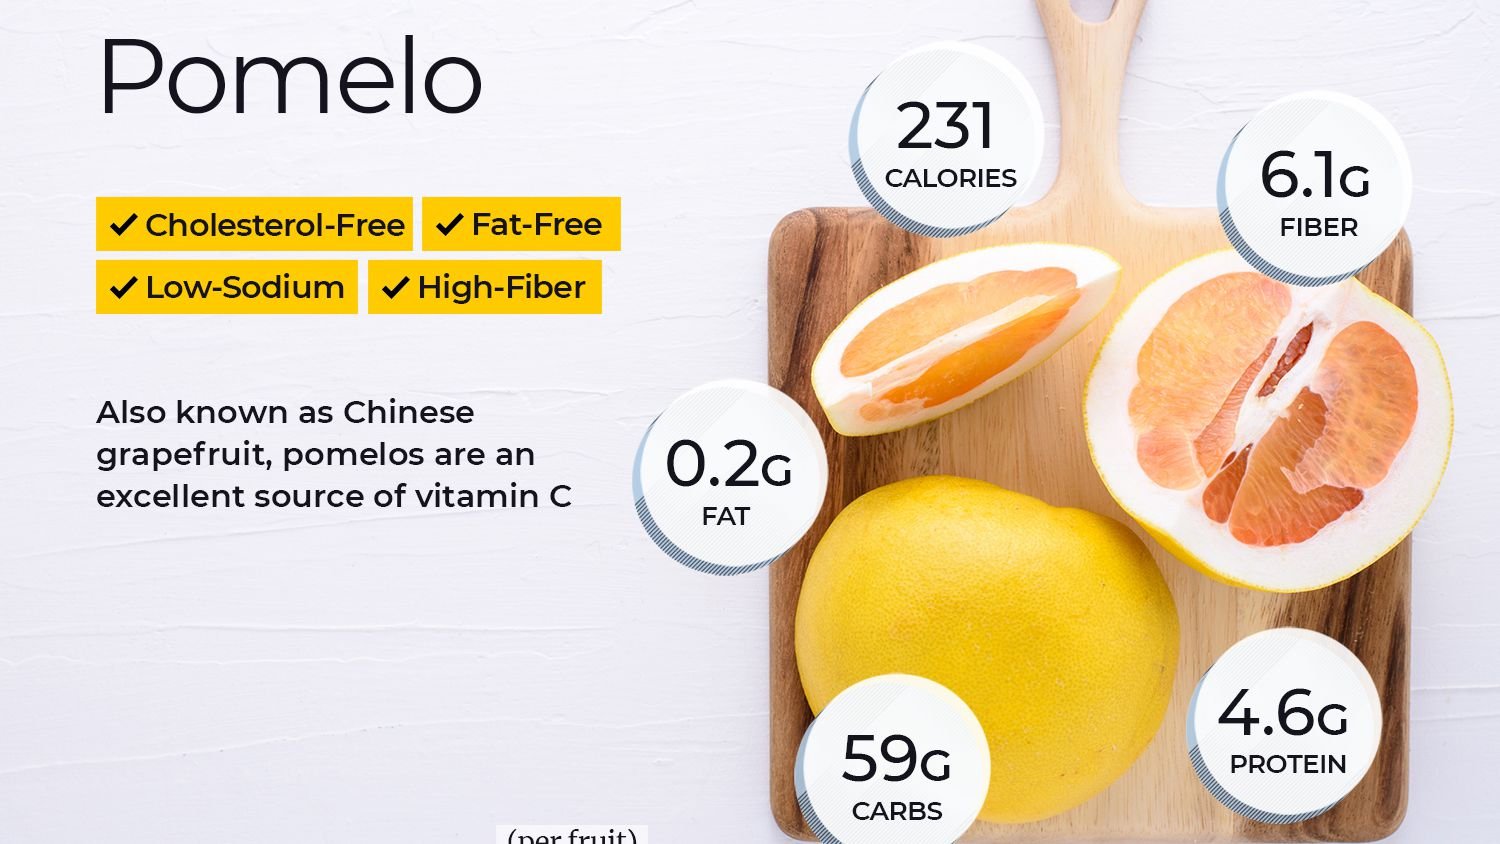 Pomelo
✓ Cholesterol-Free ✓ Fat-Free
✓ Low-Sodium ✓ High-Fiber
Also known as Chinese
grapefruit, pomelos are an
excellent source of vitamin C
231
CALORIES
6.1G
FIBER
0.2G
FAT
4.6G
PROTEIN
59G
CARBS
(per fruit)